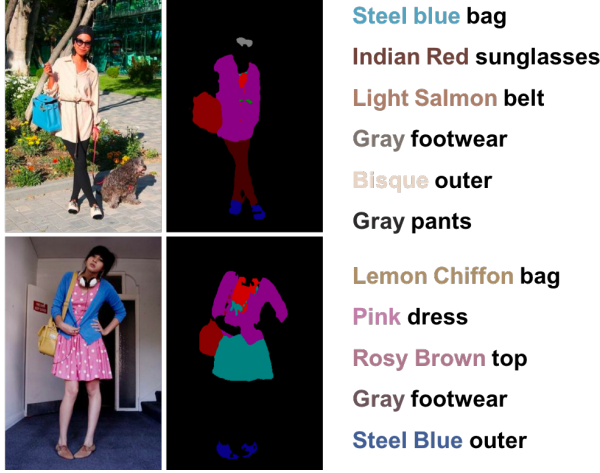 Steel blue bag
Indian Red sunglasses
Light Salmon belt
Gray footwear
Bisque outer
Gray pants
Lemon Chiffon bag
Pink dress
Rosy Brown top
Gray footwear
Steel Blue outer